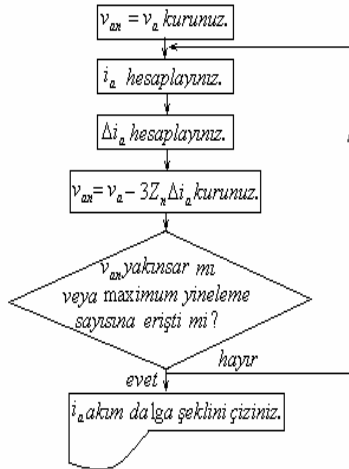 v_an = v_a kurunuz.
i_a hesaplayınız.
Δi_a hesaplayınız.
v_an = v_a – 3Z_n Δi_a kurunuz.
v_an yakınsar mı
veya maximum yineleme
sayısına erişti mi ?
hayır
evet
i_a akım dalga şeklini çiziniz.